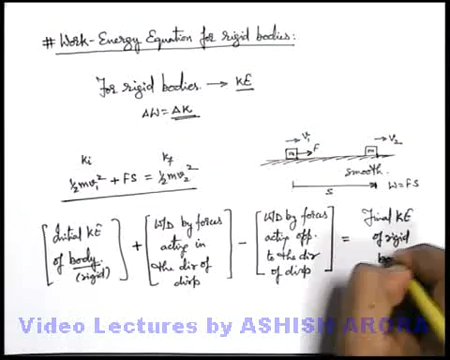 # Work-Energy Equation for rigid bodies:
For rigid bodies → KE
ΔW = ΔK
Ki Kf
½mv₁² + FS = ½mv₂²
v₁ v₂
m F m
smooth
S W=FS
[Initial KE of body (rigid)] + [W/D by forces acting in the dir of disp] - [W/D by forces acting opp. to the dir of disp] = Final KE of rigid
Video Lectures by ASHISH ARORA